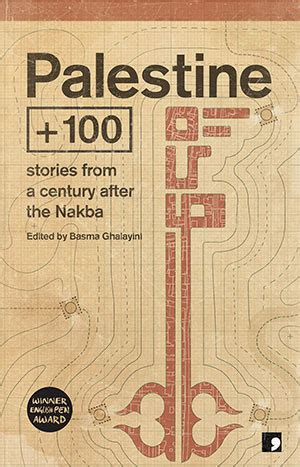 Palestine
+100
stories from
a century after
the Nakba
Edited by Basma Ghalayini
WINNER
ENGLISH PEN
AWARD